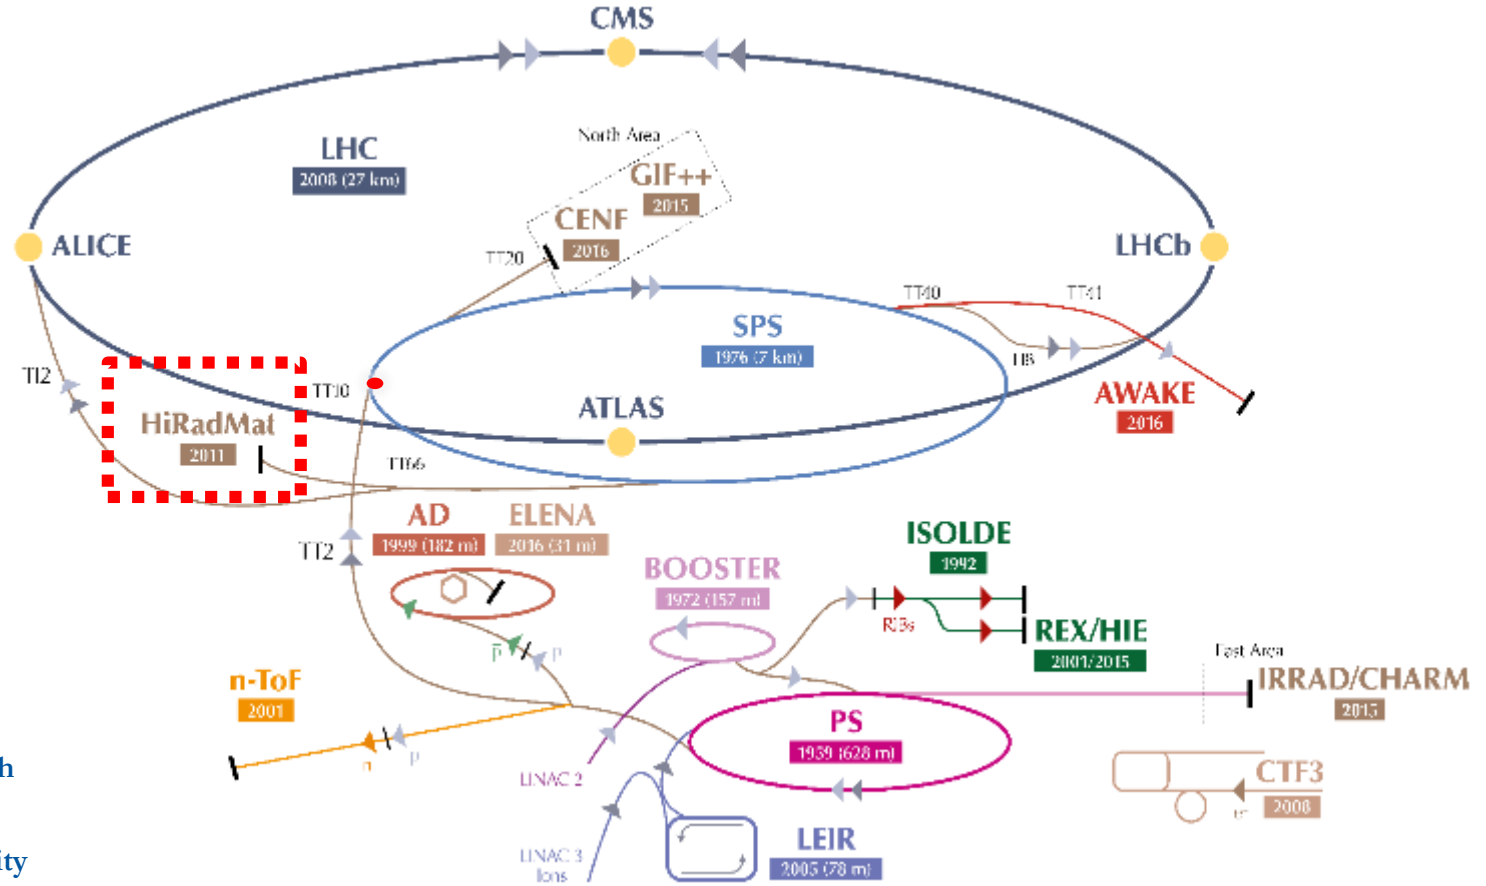 CMS
North Area
LHC
2008 (27 km)
GIF++
2015
CENF
2016
ALICE
LHCb
TT20
TT40
TT41
SPS
1976 (7 km)
TI2
TT10
TI8
AWAKE
2016
ATLAS
HiRadMat
2011
TT66
AD
1999 (182 m)
ELENA
2016 (31 m)
TT2
ISOLDE
1992
BOOSTER
1972 (157 m)
RIBs
REX/HIE
2001/2015
p̅
p
East Area
n-ToF
2001
IRRAD/CHARM
2015
PS
1959 (628 m)
n
p
th
LINAC 2
CTF3
2008
e⁻
LEIR
2005 (78 m)
LINAC 3
Ions
ity